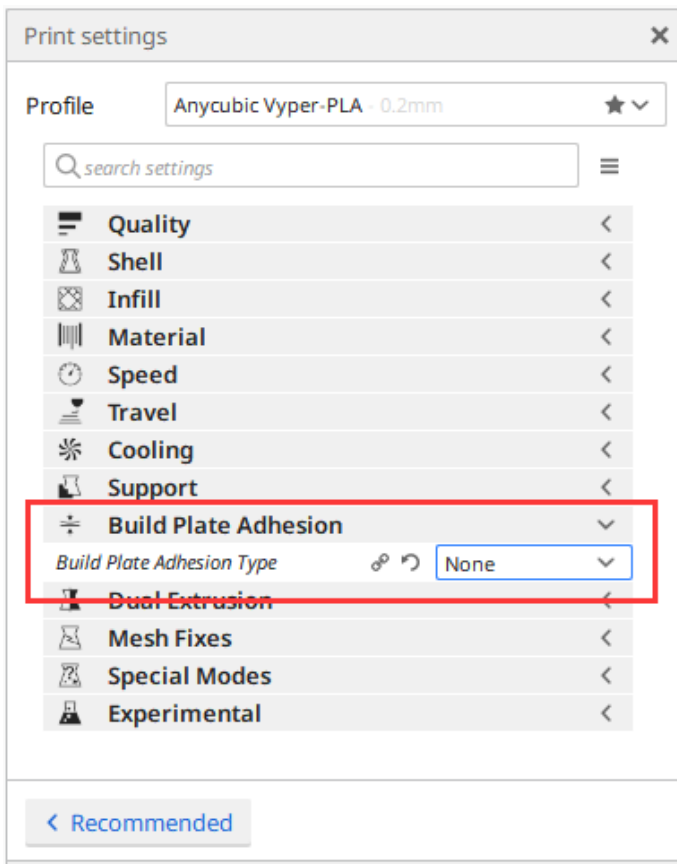 Print settings
Profile Anycubic Vyper-PLA - 0.2mm
search settings
Quality
Shell
Infill
Material
Speed
Travel
Cooling
Support
Build Plate Adhesion
Build Plate Adhesion Type None
Dual Extrusion
Mesh Fixes
Special Modes
Experimental
Recommended